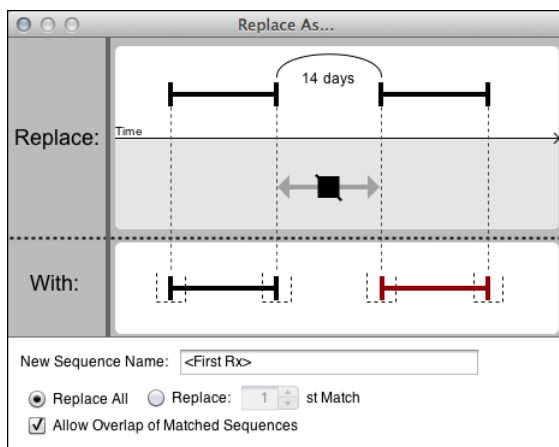 Replace As...
14 days
Time
Replace:
With:
New Sequence Name: <First Rx>
Replace All Replace: 1 st Match
Allow Overlap of Matched Sequences